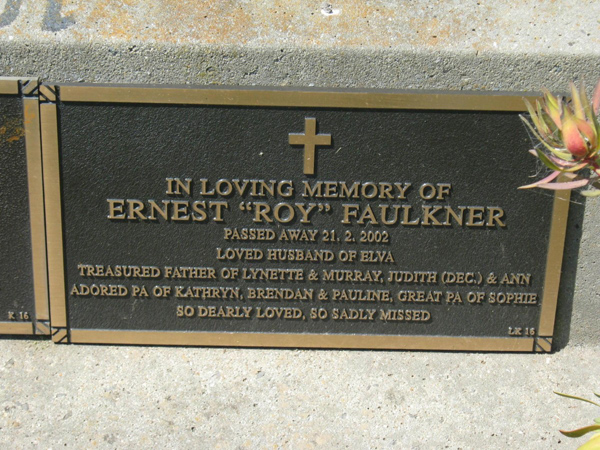 IN LOVING MEMORY OF
ERNEST "ROY" FAULKNER
PASSED AWAY 21. 2. 2002
LOVED HUSBAND OF ELVA
TREASURED FATHER OF LYNETTE & MURRAY, JUDITH (DEC.) & ANN
ADORED PA OF KATHRYN, BRENDAN & PAULINE, GREAT PA OF SOPHIE
SO DEARLY LOVED, SO SADLY MISSED
K 16
LK 16